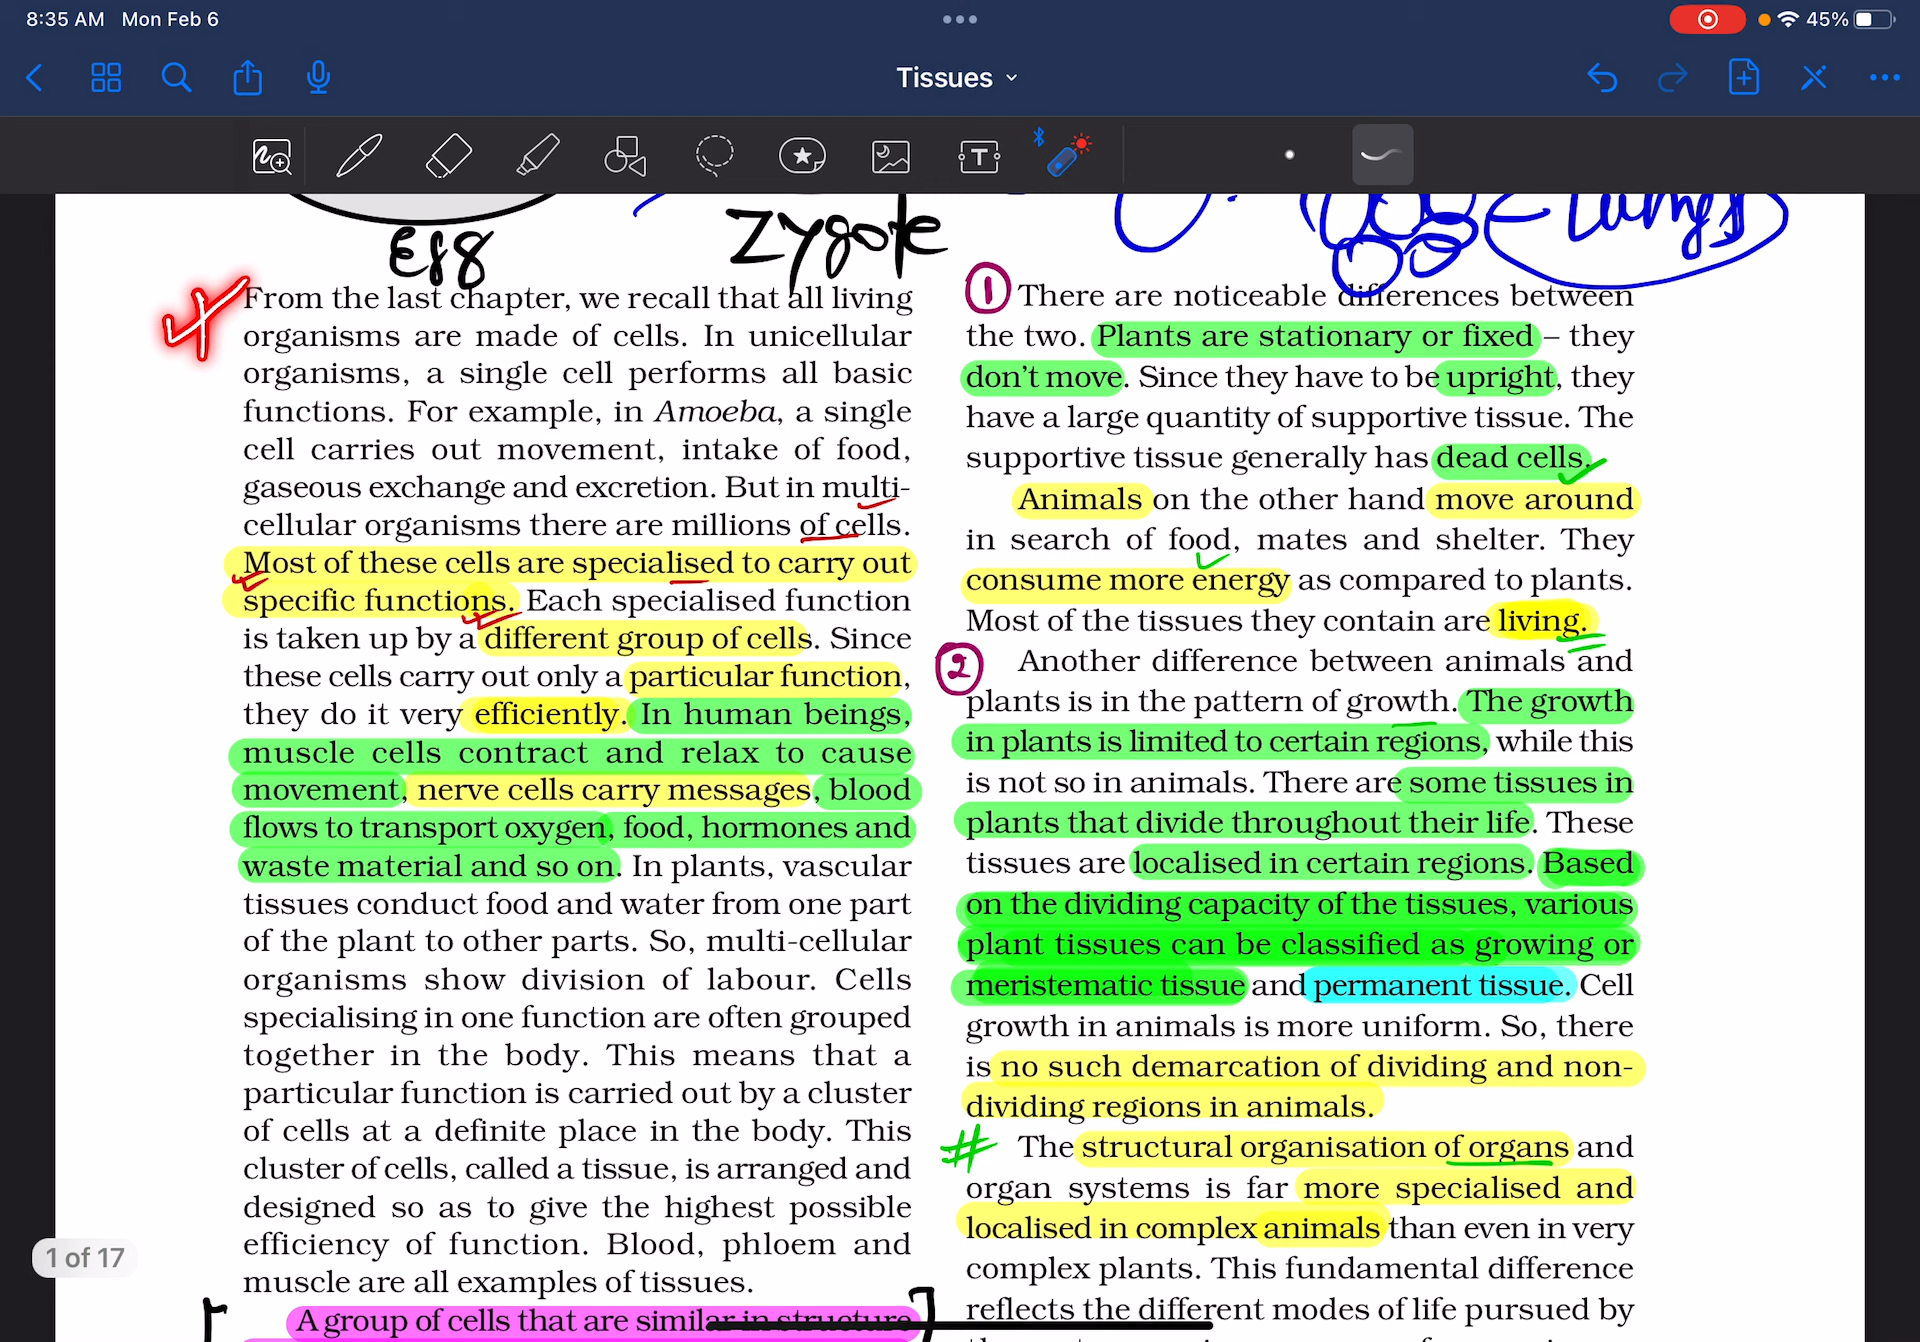 8:35 AM Mon Feb 6
45%
Tissues
T
Egg
Zygote
Lungs
From the last chapter, we recall that all living
organisms are made of cells. In unicellular
organisms, a single cell performs all basic
functions. For example, in Amoeba, a single
cell carries out movement, intake of food,
gaseous exchange and excretion. But in multi-
cellular organisms there are millions of cells.
Most of these cells are specialised to carry out
specific functions. Each specialised function
is taken up by a different group of cells. Since
these cells carry out only a particular function,
they do it very efficiently. In human beings,
muscle cells contract and relax to cause
movement, nerve cells carry messages, blood
flows to transport oxygen, food, hormones and
waste material and so on. In plants, vascular
tissues conduct food and water from one part
of the plant to other parts. So, multi-cellular
organisms show division of labour. Cells
specialising in one function are often grouped
together in the body. This means that a
particular function is carried out by a cluster
of cells at a definite place in the body. This
cluster of cells, called a tissue, is arranged and
designed so as to give the highest possible
efficiency of function. Blood, phloem and
muscle are all examples of tissues.
A group of cells that are similar in structure
1 There are noticeable differences between
the two. Plants are stationary or fixed – they
don't move. Since they have to be upright, they
have a large quantity of supportive tissue. The
supportive tissue generally has dead cells.
Animals on the other hand move around
in search of food, mates and shelter. They
consume more energy as compared to plants.
Most of the tissues they contain are living.
2 Another difference between animals and
plants is in the pattern of growth. The growth
in plants is limited to certain regions, while this
is not so in animals. There are some tissues in
plants that divide throughout their life. These
tissues are localised in certain regions. Based
on the dividing capacity of the tissues, various
plant tissues can be classified as growing or
meristematic tissue and permanent tissue. Cell
growth in animals is more uniform. So, there
is no such demarcation of dividing and non-
dividing regions in animals.
# The structural organisation of organs and
organ systems is far more specialised and
localised in complex animals than even in very
complex plants. This fundamental difference
reflects the different modes of life pursued by
1 of 17